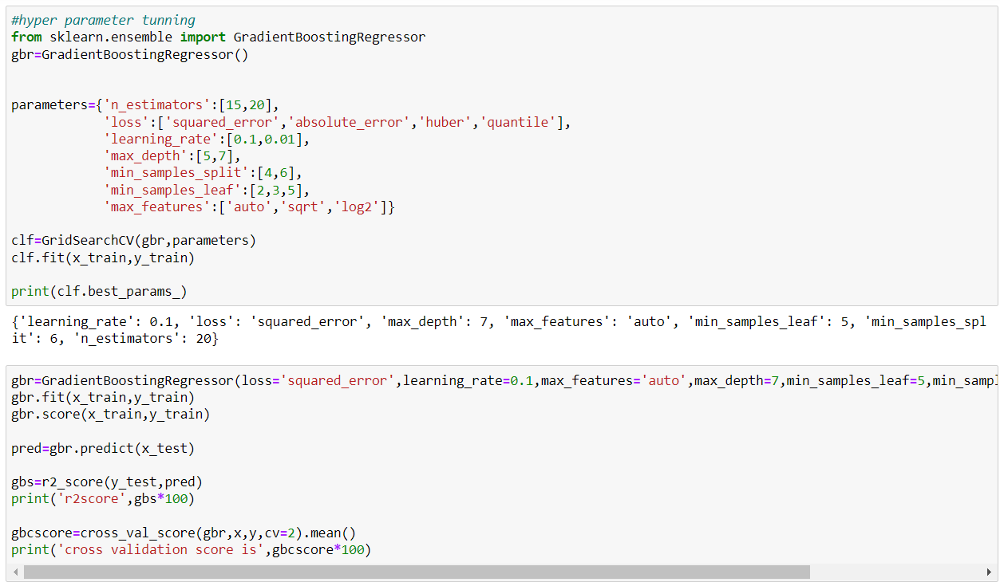 #hyper parameter tunning
from sklearn.ensemble import GradientBoostingRegressor
gbr=GradientBoostingRegressor()
parameters={'n_estimators':[15,20],
'loss':['squared_error','absolute_error','huber','quantile'],
'learning_rate':[0.1,0.01],
'max_depth':[5,7],
'min_samples_split':[4,6],
'min_samples_leaf':[2,3,5],
'max_features':['auto','sqrt','log2']}
clf=GridSearchCV(gbr,parameters)
clf.fit(x_train,y_train)
print(clf.best_params_)
{'learning_rate': 0.1, 'loss': 'squared_error', 'max_depth': 7, 'max_features': 'auto', 'min_samples_leaf': 5, 'min_samples_spl
it': 6, 'n_estimators': 20}
gbr=GradientBoostingRegressor(loss='squared_error',learning_rate=0.1,max_features='auto',max_depth=7,min_samples_leaf=5,min_samp
gbr.fit(x_train,y_train)
gbr.score(x_train,y_train)
pred=gbr.predict(x_test)
gbs=r2_score(y_test,pred)
print('r2score',gbs*100)
gbcscore=cross_val_score(gbr,x,y,cv=2).mean()
print('cross validation score is',gbcscore*100)